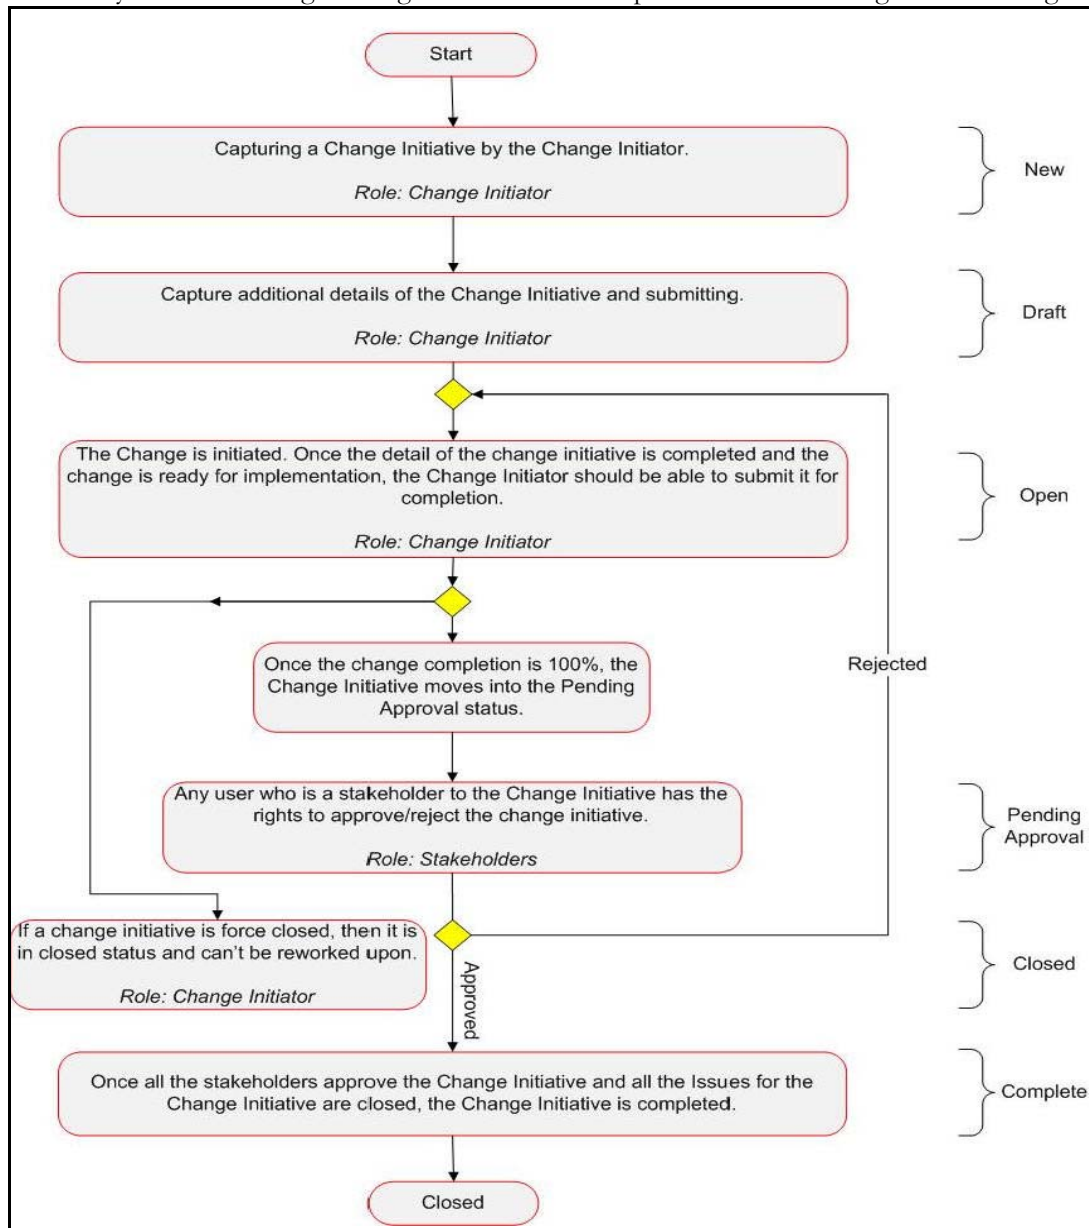 Start
Capturing a Change Initiative by the Change Initiator.
Role: Change Initiator
New
Capture additional details of the Change Initiative and submitting.
Role: Change Initiator
Draft
The Change is initiated. Once the detail of the change initiative is completed and the
change is ready for implementation, the Change Initiator should be able to submit it for
completion.
Role: Change Initiator
Open
Once the change completion is 100%, the
Change Initiative moves into the Pending
Approval status.
Rejected
Any user who is a stakeholder to the Change Initiative has the
rights to approve/reject the change initiative.
Role: Stakeholders
Pending
Approval
If a change initiative is force closed, then it is
in closed status and can't be reworked upon.
Role: Change Initiator
Closed
Approved
Once all the stakeholders approve the Change Initiative and all the Issues for the
Change Initiative are closed, the Change Initiative is completed.
Complete
Closed